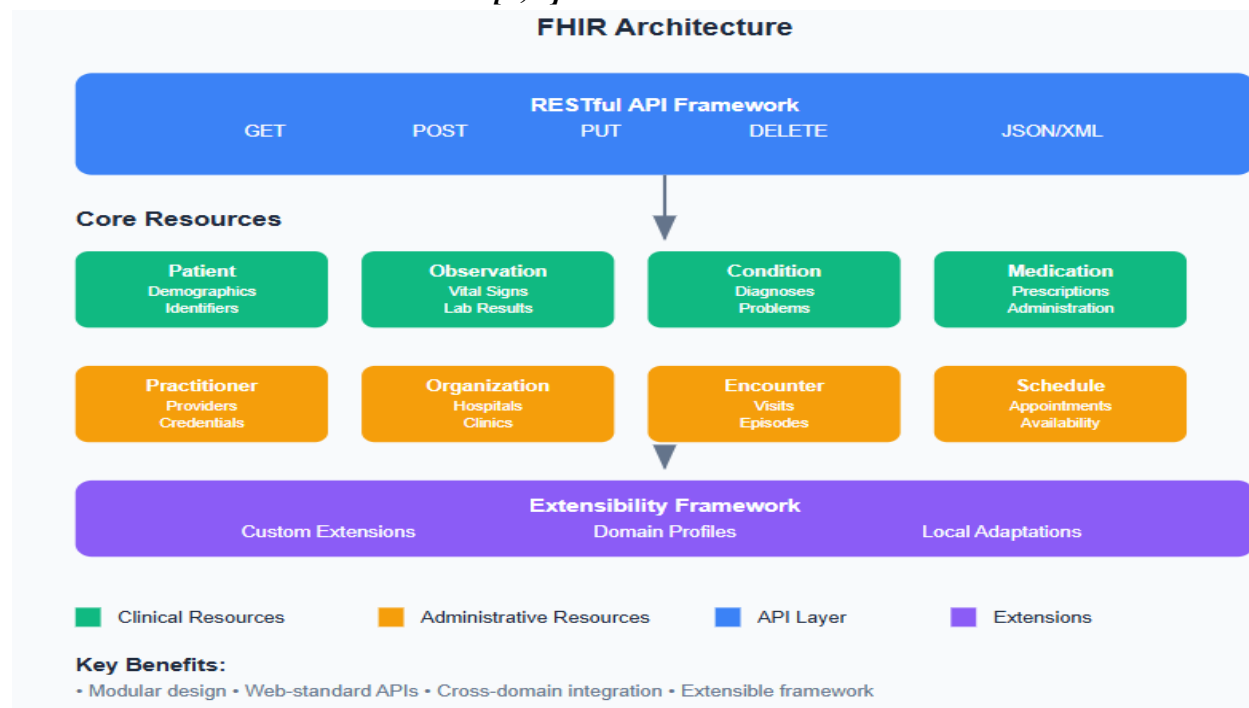 FHIR Architecture
RESTful API Framework
GET POST PUT DELETE JSON/XML
Core Resources
Patient
Demographics
Identifiers
Observation
Vital Signs
Lab Results
Condition
Diagnoses
Problems
Medication
Prescriptions
Administration
Practitioner
Providers
Credentials
Organization
Hospitals
Clinics
Encounter
Visits
Episodes
Schedule
Appointments
Availability
Extensibility Framework
Custom Extensions Domain Profiles Local Adaptations
Clinical Resources Administrative Resources API Layer Extensions
Key Benefits:
• Modular design • Web-standard APIs • Cross-domain integration • Extensible framework